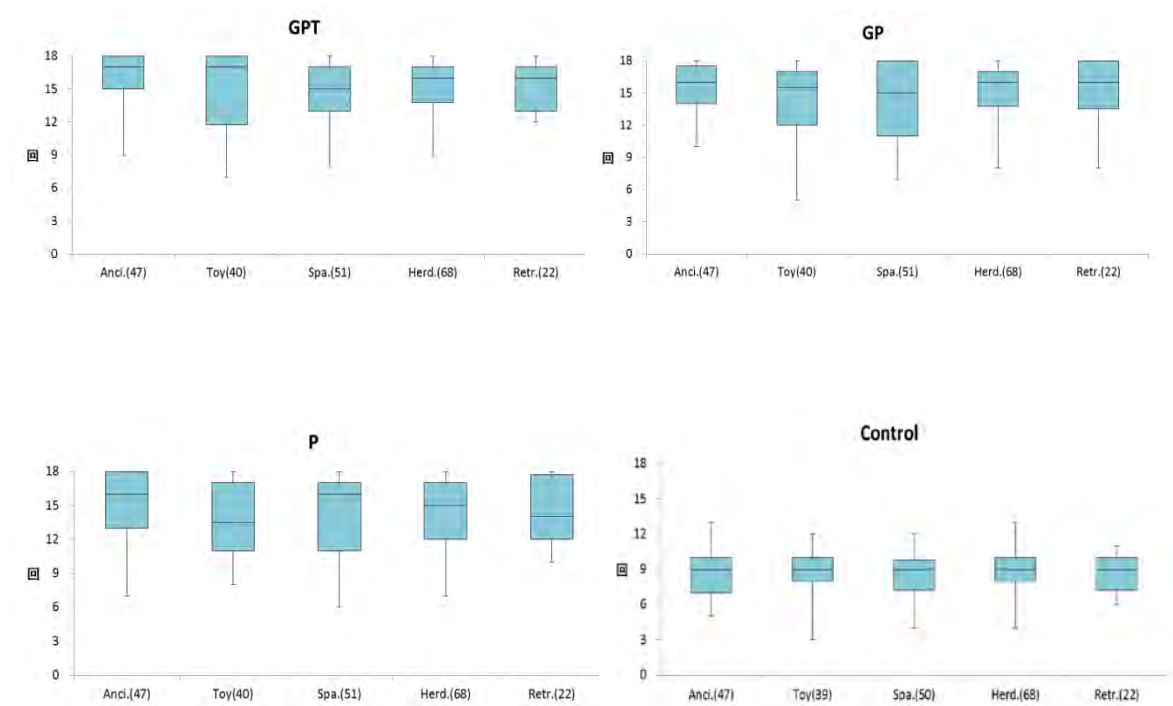 GPT
18
15
12
9
6
3
0
回
Anci.(47) Toy(40) Spa.(51) Herd.(68) Retr.(22)
GP
18
15
12
9
6
3
0
回
Anci.(47) Toy(40) Spa.(51) Herd.(68) Retr.(22)
P
18
15
12
9
6
3
0
回
Anci.(47) Toy(40) Spa.(51) Herd.(68) Retr.(22)
Control
18
15
12
9
6
3
0
回
Anci.(47) Toy(39) Spa.(50) Herd.(68) Retr.(22)